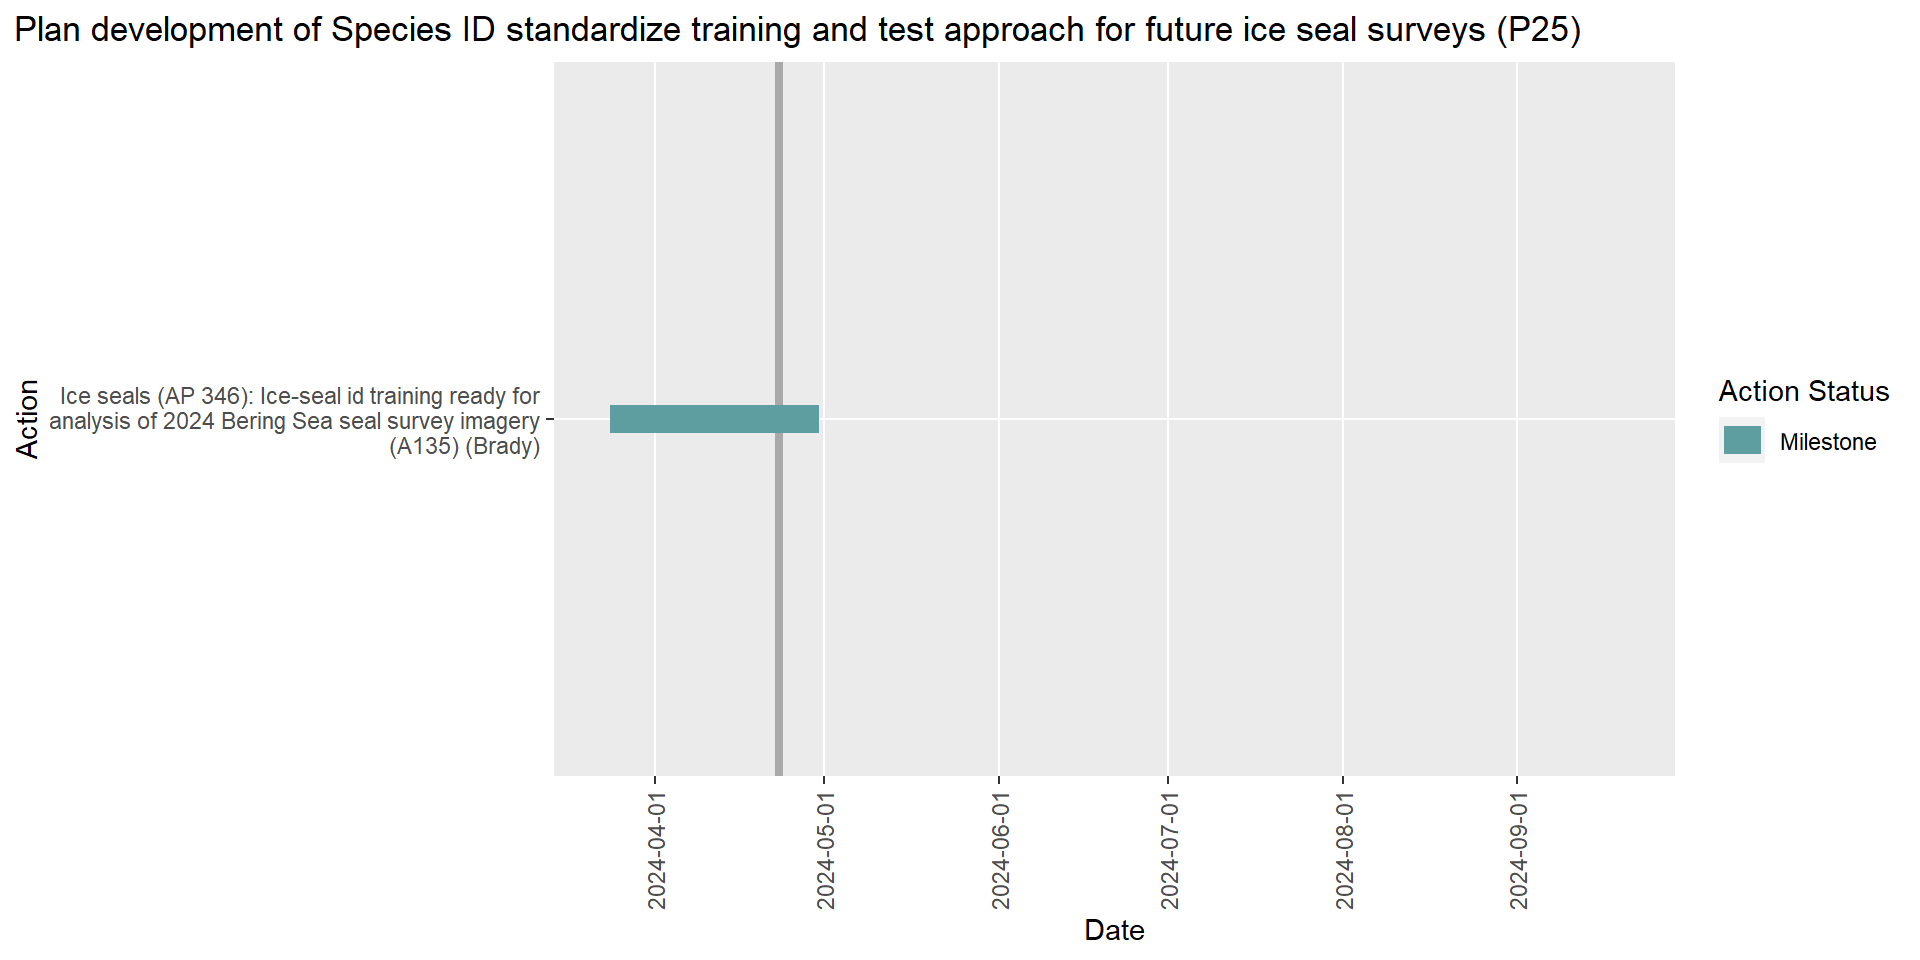 Plan development of Species ID standardize training and test approach for future ice seal surveys (P25)
Action
Ice seals (AP 346): Ice-seal id training ready for
analysis of 2024 Bering Sea seal survey imagery
(A135) (Brady)
2024-04-01
2024-05-01
2024-06-01
2024-07-01
2024-08-01
2024-09-01
Date
Action Status
Milestone